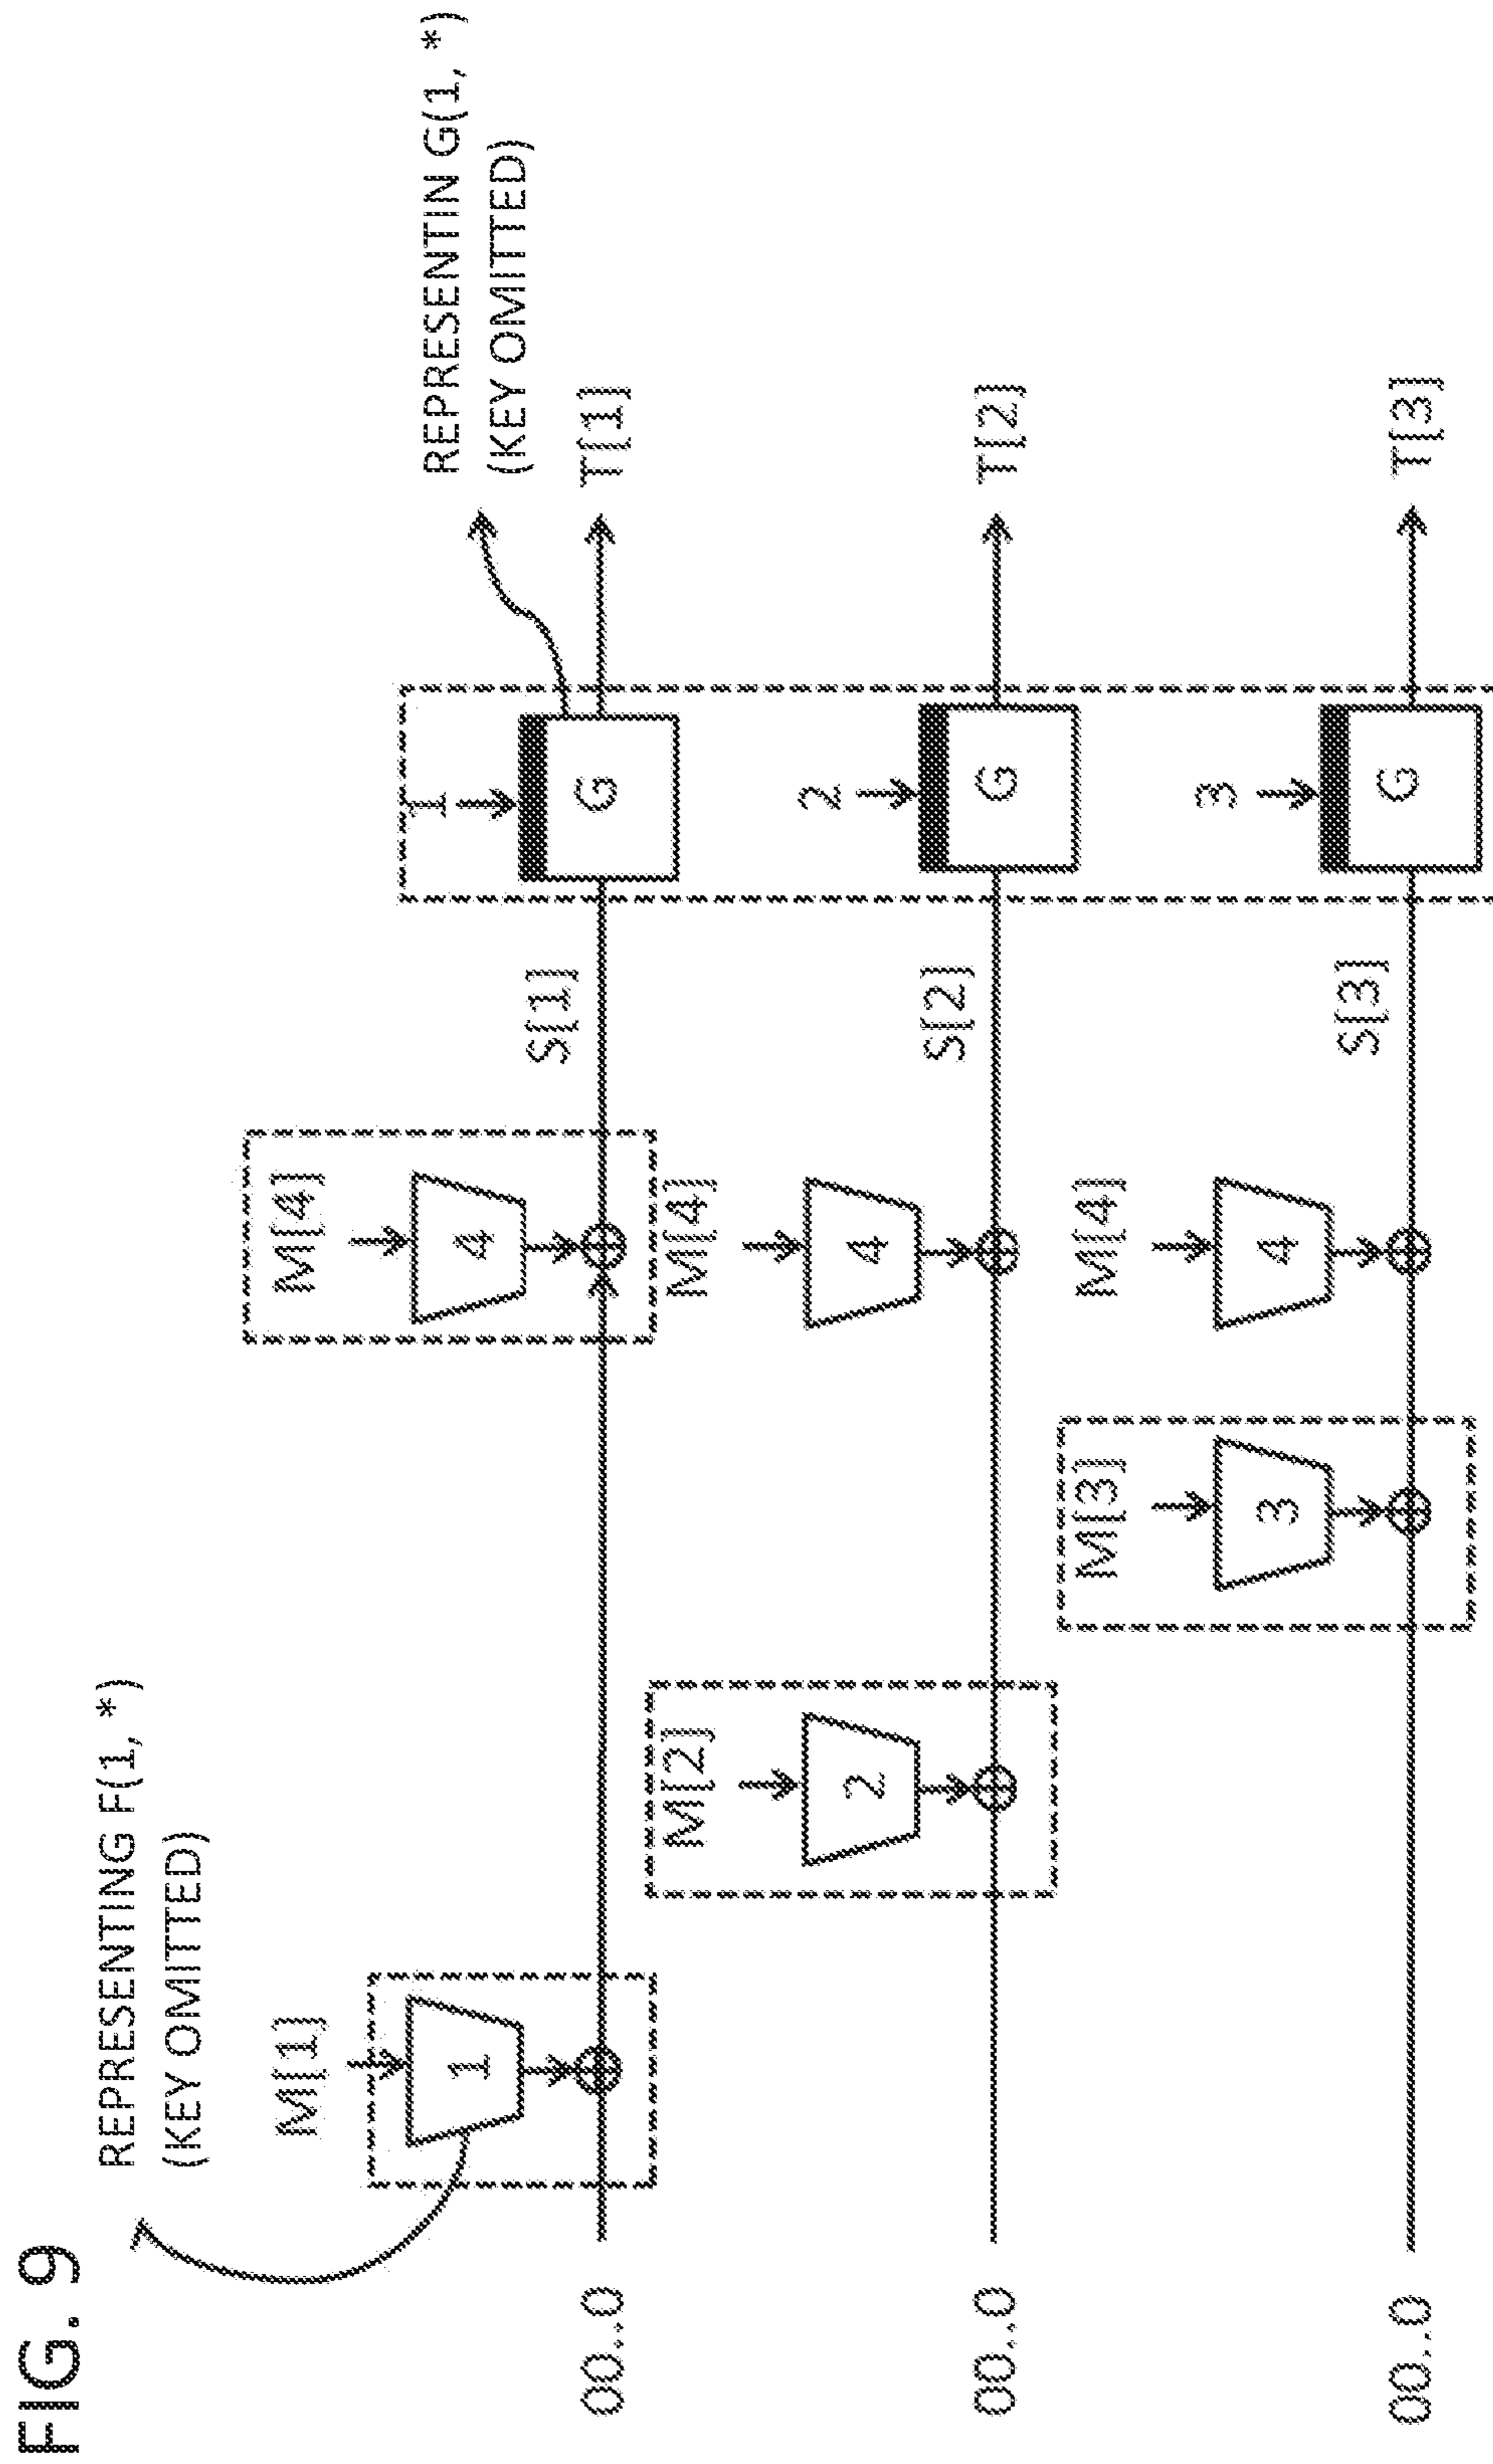 FIG. 9
REPRESENTING F(1, *)
(KEY OMITTED)
REPRESENTIN G(1, *)
(KEY OMITTED)
M[1]
1
M[4]
4
1
00..0
S[1]
G
T[1]
M[2]
2
M[4]
4
2
00..0
S[2]
G
T[2]
M[3]
3
M[4]
4
3
00..0
S[3]
G
T[3]